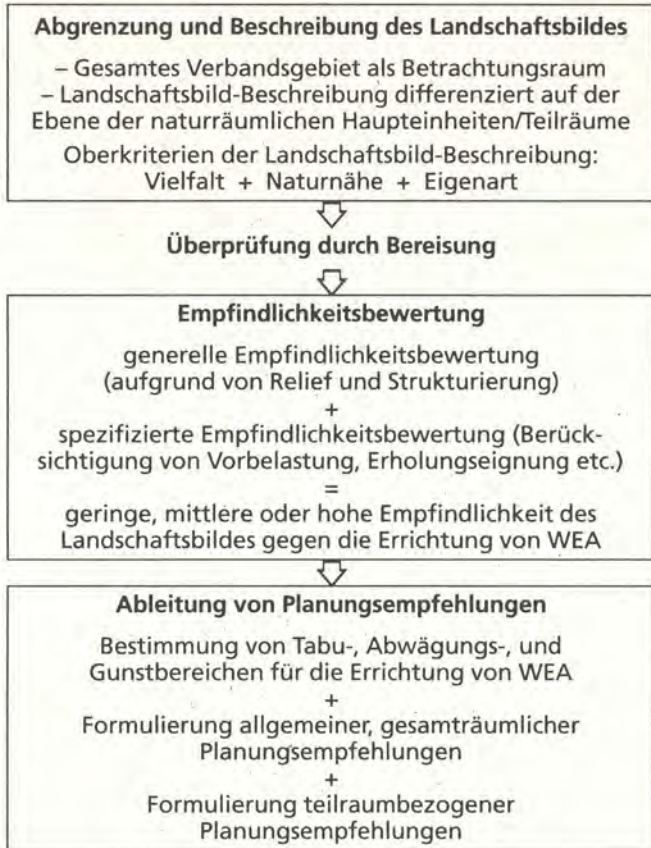 Abgrenzung und Beschreibung des Landschaftsbildes
– Gesamtes Verbandsgebiet als Betrachtungsraum
– Landschaftsbild-Beschreibung differenziert auf der
Ebene der naturräumlichen Haupteinheiten/Teilräume
Oberkriterien der Landschaftsbild-Beschreibung:
Vielfalt + Naturnähe + Eigenart
Überprüfung durch Bereisung
Empfindlichkeitsbewertung
generelle Empfindlichkeitsbewertung
(aufgrund von Relief und Strukturierung)
+
spezifizierte Empfindlichkeitsbewertung (Berück-
sichtigung von Vorbelastung, Erholungseignung etc.)
=
geringe, mittlere oder hohe Empfindlichkeit des
Landschaftsbildes gegen die Errichtung von WEA
Ableitung von Planungsempfehlungen
Bestimmung von Tabu-, Abwägungs-, und
Gunstbereichen für die Errichtung von WEA
+
Formulierung allgemeiner, gesamträumlicher
Planungsempfehlungen
+
Formulierung teilraumbezogener
Planungsempfehlungen